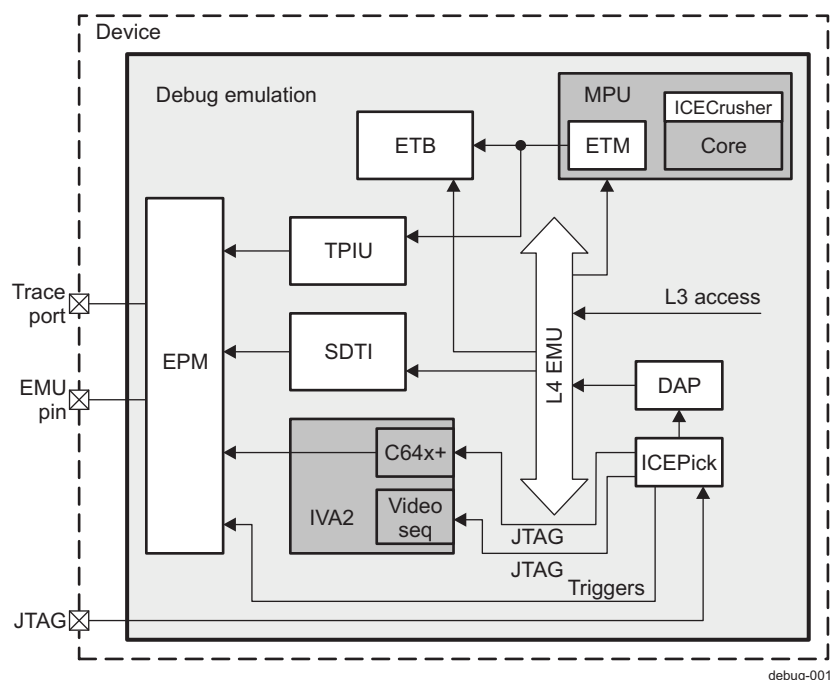 Device
Debug emulation
MPU
ICECrusher
Core
ETM
ETB
TPIU
Trace
port
L3 access
SDTI
EPM
L4 EMU
EMU
pin
DAP
C64x+
ICEPick
IVA2
Video
seq
JTAG
JTAG
Triggers
JTAG
debug-001